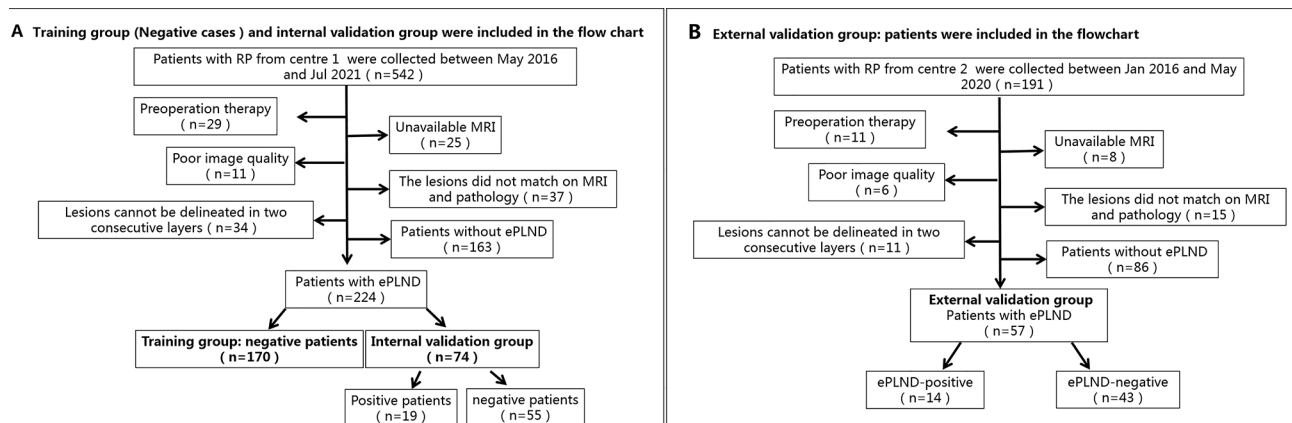 A Training group (Negative cases ) and internal validation group were included in the flow chart
Patients with RP from centre 1 were collected between May 2016
and Jul 2021 ( n=542 )
Preoperation therapy
( n=29 )
Unavailable MRI
( n=25 )
Poor image quality
( n=11 )
The lesions did not match on MRI
and pathology ( n=37 )
Lesions cannot be delineated in two
consecutive layers ( n=34 )
Patients without ePLND
( n=163 )
Patients with ePLND
( n=224 )
Training group: negative patients
( n=170 )
Internal validation group
( n=74 )
Positive patients
( n=19 )
negative patients
( n=55 )
B External validation group: patients were included in the flowchart
Patients with RP from centre 2 were collected between Jan 2016 and May
2020 ( n=191 )
Preoperation therapy
( n=11 )
Unavailable MRI
( n=8 )
Poor image quality
( n=6 )
The lesions did not match on MRI
and pathology ( n=15 )
Lesions cannot be delineated in two
consecutive layers ( n=11 )
Patients without ePLND
( n=86 )
External validation group
Patients with ePLND
( n=57 )
ePLND-positive
( n=14 )
ePLND-negative
( n=43 )